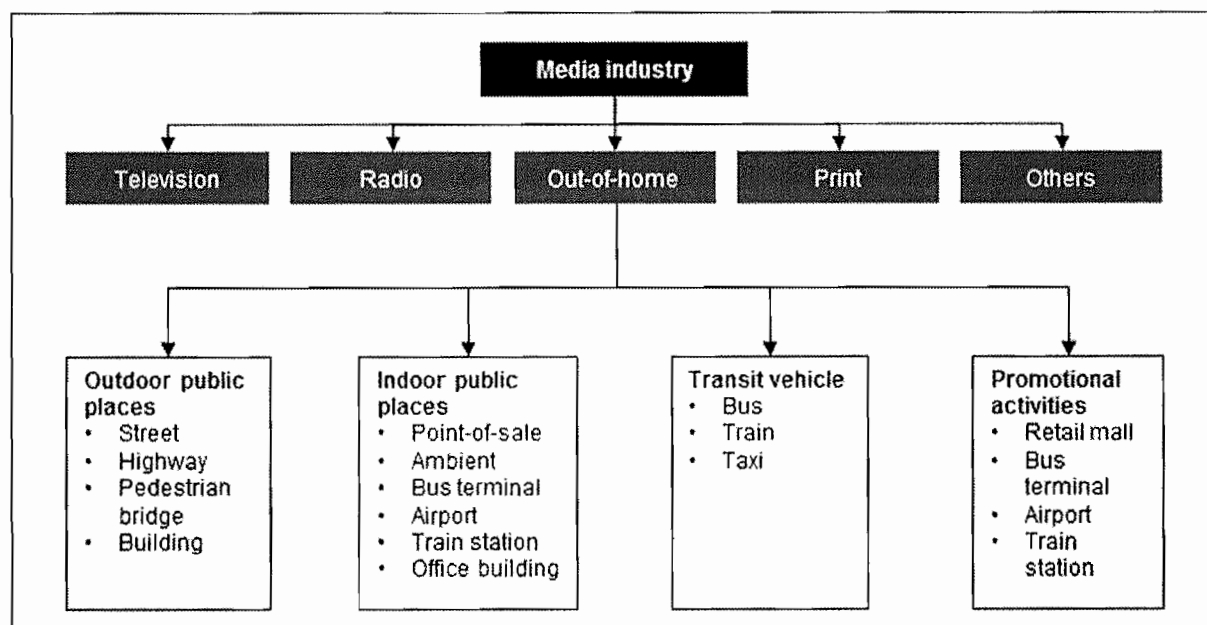 Media industry
Television
Radio
Out-of-home
Print
Others
Outdoor public
places
• Street
• Highway
• Pedestrian
bridge
• Building
Indoor public
places
• Point-of-sale
• Ambient
• Bus terminal
• Airport
• Train station
• Office building
Transit vehicle
• Bus
• Train
• Taxi
Promotional
activities
• Retail mall
• Bus
terminal
• Airport
• Train
station